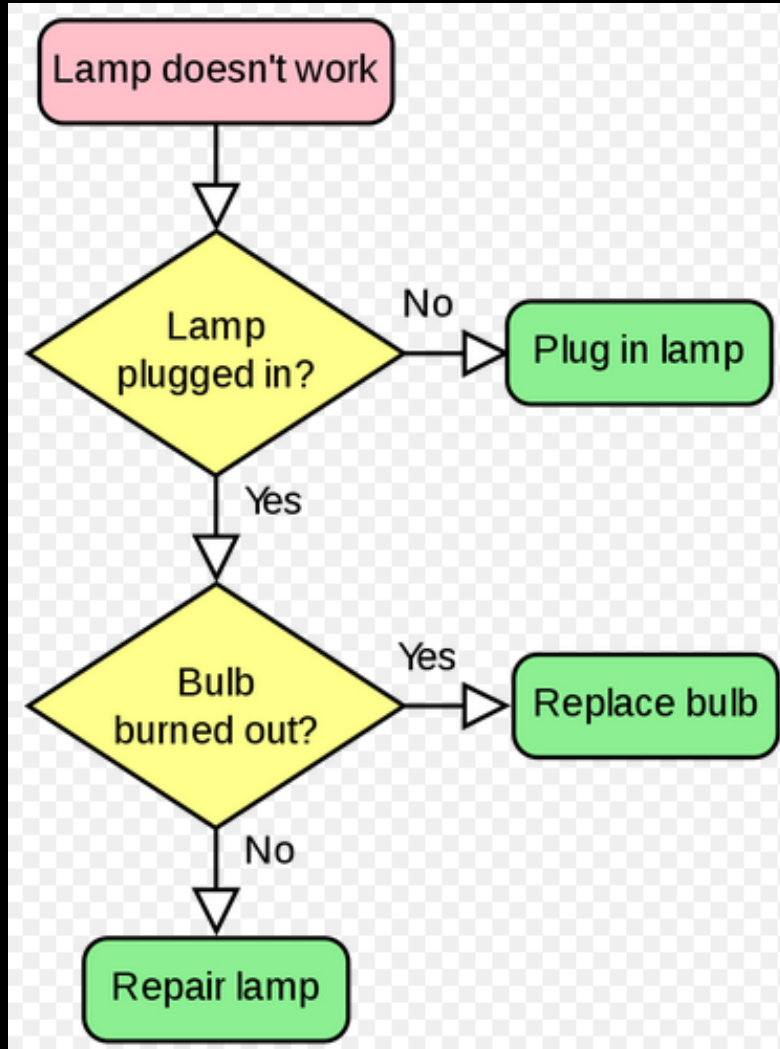 Lamp doesn't work
Lamp
plugged in?
No
Plug in lamp
Yes
Bulb
burned out?
Yes
Replace bulb
No
Repair lamp